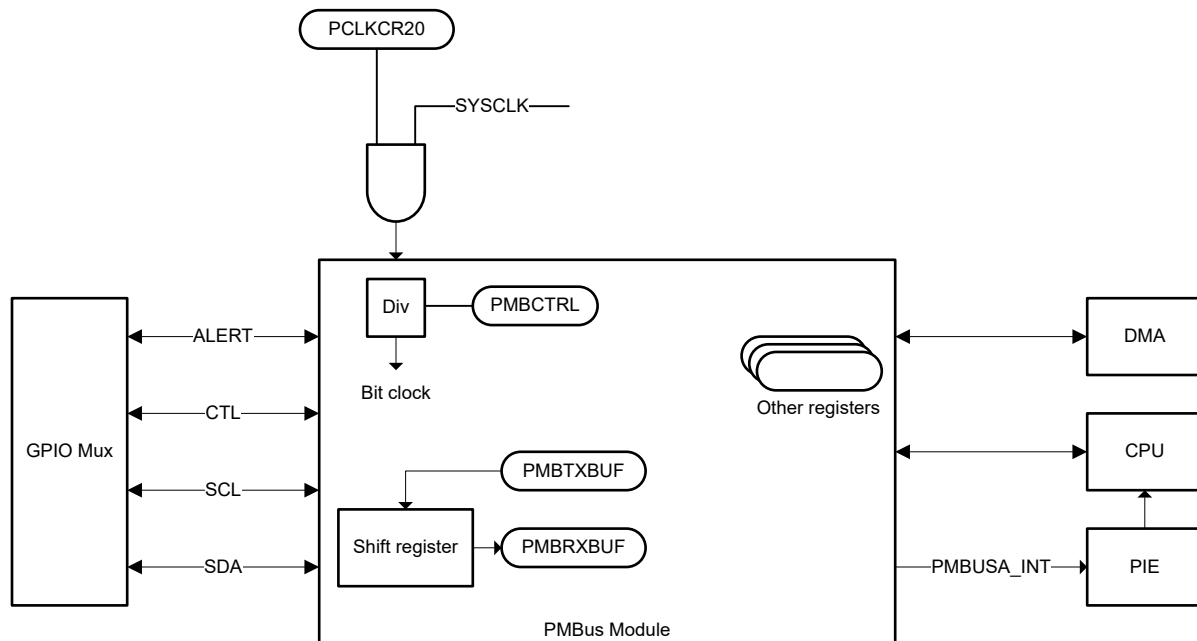 PCLKCR20
SYSCLK
Div
PMBCTRL
ALERT
DMA
Bit clock
Other registers
CTL
GPIO Mux
CPU
PMBTXBUF
SCL
Shift register
PMBRXBUF
SDA
PMBUSA_INT
PIE
PMBus Module